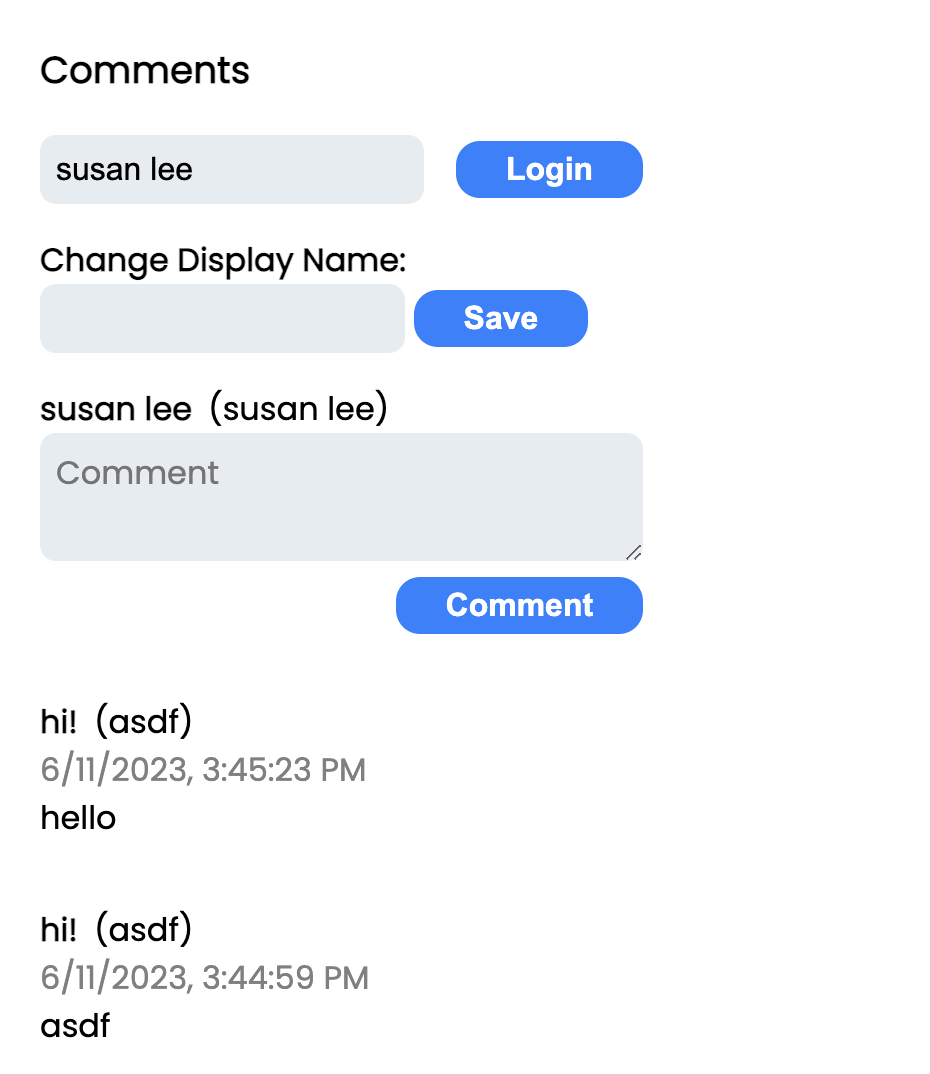 Comments
susan lee Login
Change Display Name:
Save
susan lee (susan lee)
Comment
Comment
hi! (asdf)
6/11/2023, 3:45:23 PM
hello
hi! (asdf)
6/11/2023, 3:44:59 PM
asdf